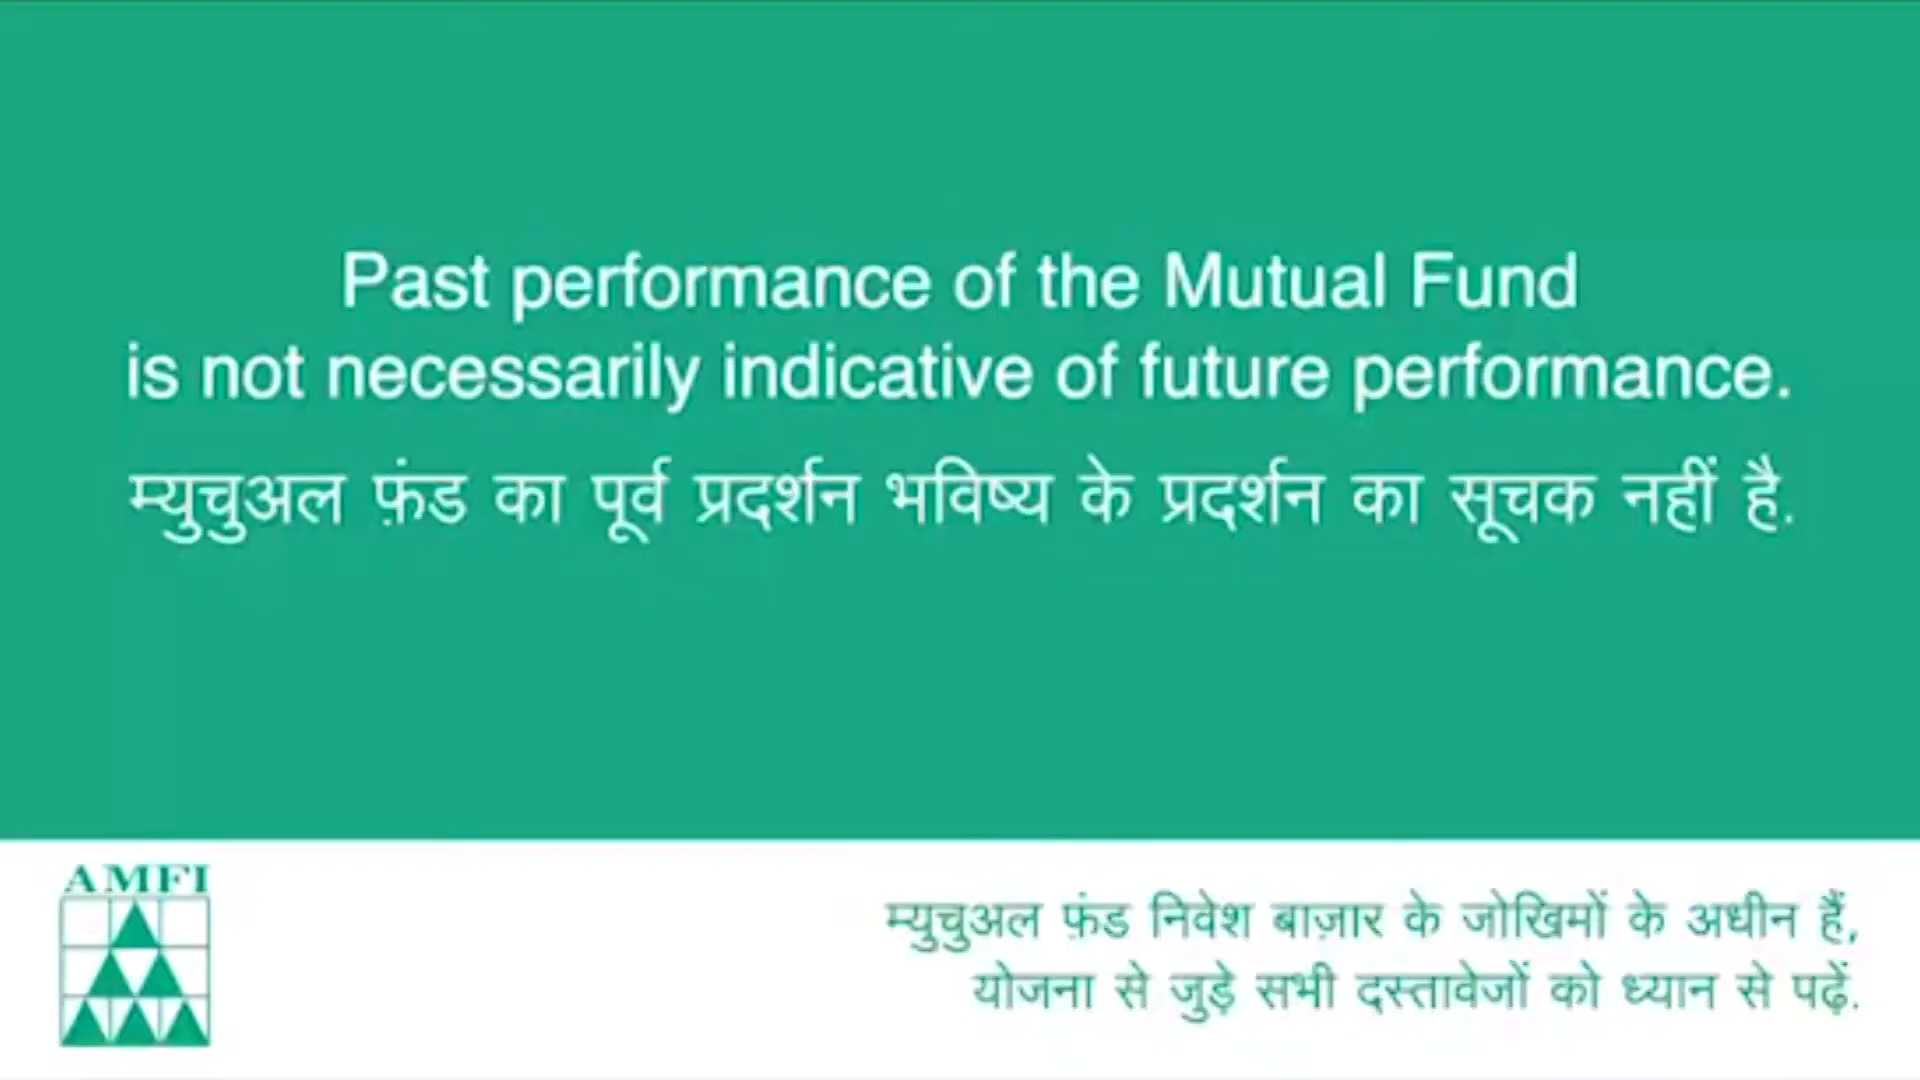 Past performance of the Mutual Fund
is not necessarily indicative of future performance.
म्युचुअल फ़ंड का पूर्व प्रदर्शन भविष्य के प्रदर्शन का सूचक नहीं है.
AMFI
म्युचुअल फ़ंड निवेश बाज़ार के जोखिमों के अधीन हैं,
योजना से जुड़े सभी दस्तावेजों को ध्यान से पढ़ें.